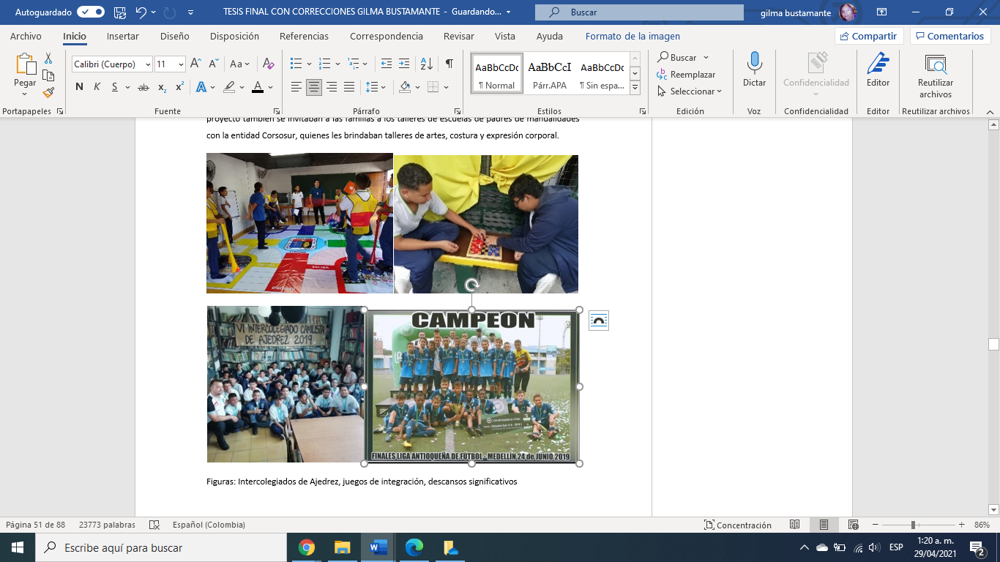 Autoguardado
TESIS FINAL CON CORRECCIONES GILMA BUSTAMANTE - Guardando...
Buscar
gilma bustamante
Archivo Inicio Insertar Diseño Disposición Referencias Correspondencia Revisar Vista Ayuda Formato de la imagen
Compartir
Comentarios
Pegar
Portapapeles
Calibri (Cuerpo) 11
N K S ab x2 x2
Fuente
Párrafo
AaBbCcDc AaBbCcI AaBbCcDc
¶ Normal Párr.APA ¶ Sin espa...
Estilos
Buscar
Reemplazar
Seleccionar
Edición
Dictar
Voz
Confidencialidad
Confidencialidad
Editor
Editor
Reutilizar
archivos
Reutilizar archivos
proyecto también se invitaban a las familias a los talleres de escuelas de padres de manualidades
con la entidad Corsosur, quienes les brindaban talleres de artes, costura y expresión corporal.
SALIDA
VI INTERCOLEGIADO CAMILISTA
DE AJEDREZ 2019
CAMPEON
FINALES LIGA ANTIOQUEÑA DE FÚTBOL - MEDELLÍN 24 de JUNIO 2019
Figuras: Intercolegiados de Ajedrez, juegos de integración, descansos significativos
Página 51 de 88 23773 palabras Español (Colombia)
Concentración
86%
Escribe aquí para buscar
ESP
1:20 a. m.
29/04/2021
2